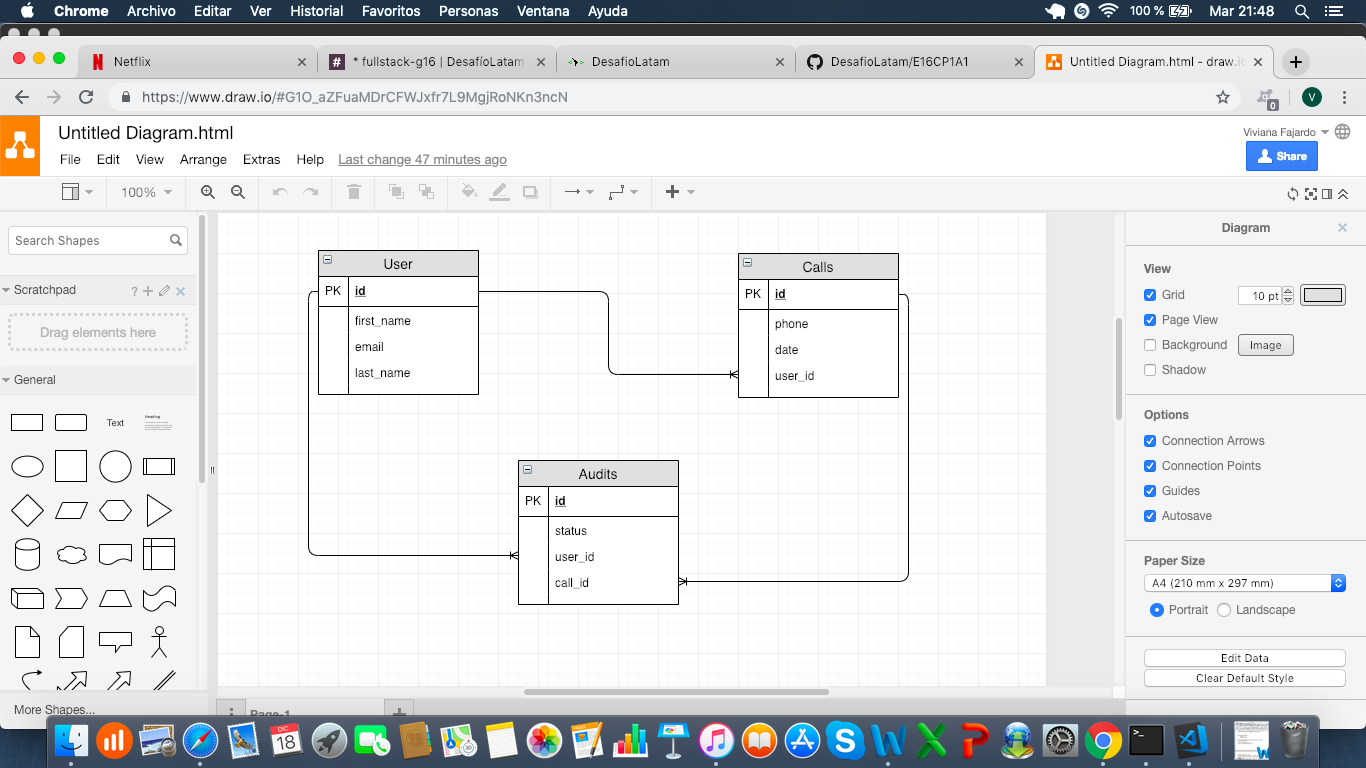 Chrome Archivo Editar Ver Historial Favoritos Personas Ventana Ayuda 100 % Mar 21:48
Netflix
* fullstack-g16 | DesafíoLatam
DesafioLatam
DesafioLatam/E16CP1A1
Untitled Diagram.html - draw.i
https://www.draw.io/#G1O_aZFuaMDrCFWJxfr7L9MgjRoNKn3ncN
0
V
Untitled Diagram.html
Viviana Fajardo
File Edit View Arrange Extras Help Last change 47 minutes ago
Share
100%
Search Shapes
Scratchpad
?
Drag elements here
General
Text
Heading
More Shapes...
User
PK id
first_name
email
last_name
Calls
PK id
phone
date
user_id
Audits
PK id
status
user_id
call_id
Page-1
Diagram
View
Grid 10 pt
Page View
Background Image
Shadow
Options
Connection Arrows
Connection Points
Guides
Autosave
Paper Size
A4 (210 mm x 297 mm)
Portrait Landscape
Edit Data
Clear Default Style
DIC
18